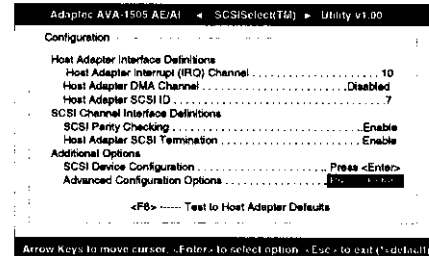 Adaptec AVA-1505 AE/AI ◄ SCSISelect(TM) ► Utility v1.00
Configuration
Host Adapter Interface Definitions
Host Adapter Interrupt (IRQ) Channel ........ 10
Host Adapter DMA Channel ........ Disabled
Host Adapter SCSI ID ........ 7
SCSI Channel Interface Definitions
SCSI Parity Checking ........ Enable
Host Adapter SCSI Termination ........ Enable
Additional Options
SCSI Device Configuration ........ Press <Enter>
Advanced Configuration Options ........
<F6> ----- Test to Host Adapter Defaults
Arrow Keys to move cursor, <Enter> to select option, <Esc> to exit (*=default)